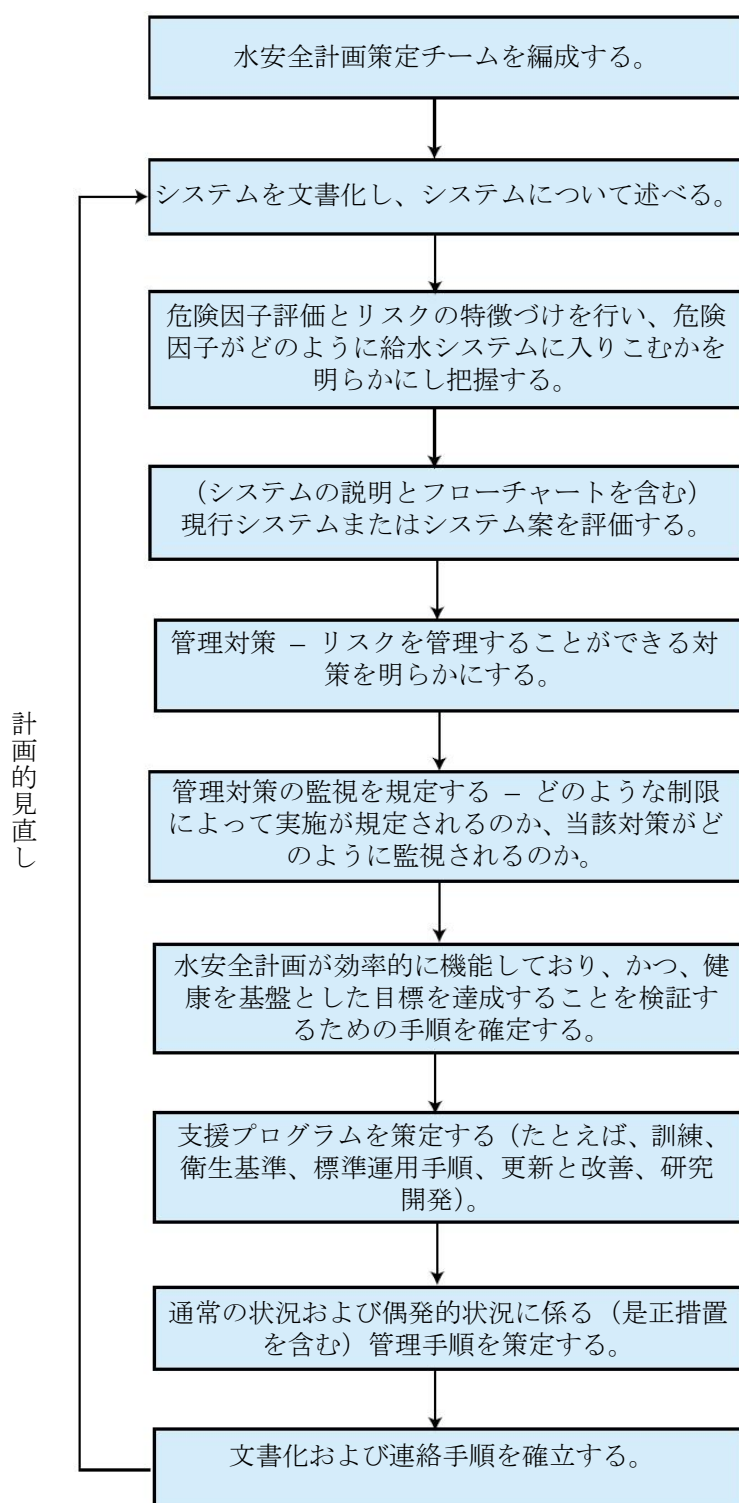 水安全計画策定チームを編成する。
システムを文書化し、システムについて述べる。
危険因子評価とリスクの特徴づけを行い、危険
因子がどのように給水システムに入りこむかを
明らかにし把握する。
（システムの説明とフローチャートを含む）
現行システムまたはシステム案を評価する。
管理対策 – リスクを管理することができる対
策を明らかにする。
管理対策の監視を規定する – どのような制限
によって実施が規定されるのか、当該対策がど
のように監視されるのか。
水安全計画が効率的に機能しており、かつ、健
康を基盤とした目標を達成することを検証す
るための手順を確定する。
支援プログラムを策定する（たとえば、訓練、
衛生基準、標準運用手順、更新と改善、研究
開発）。
通常の状況および偶発的状況に係る（是正措置
を含む）管理手順を策定する。
文書化および連絡手順を確立する。
計画的見直し